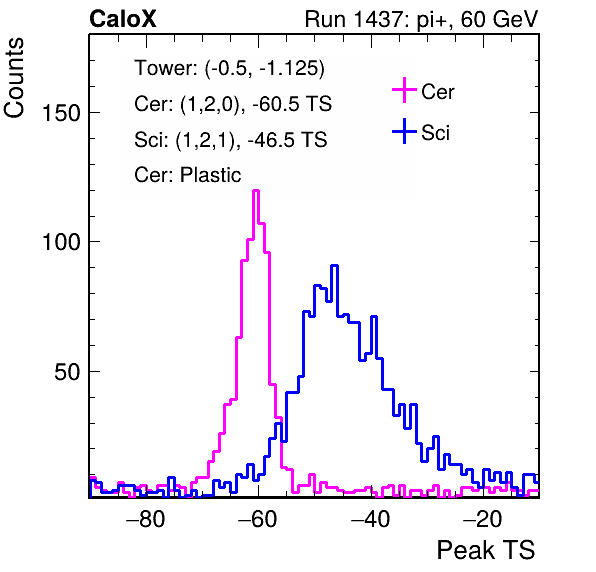 CaloX Run 1437: pi+, 60 GeV
Counts
Tower: (-0.5, -1.125)
Cer: (1,2,0), -60.5 TS
Sci: (1,2,1), -46.5 TS
Cer: Plastic
Cer
Sci
150
100
50
−80 −60 −40 −20
Peak TS